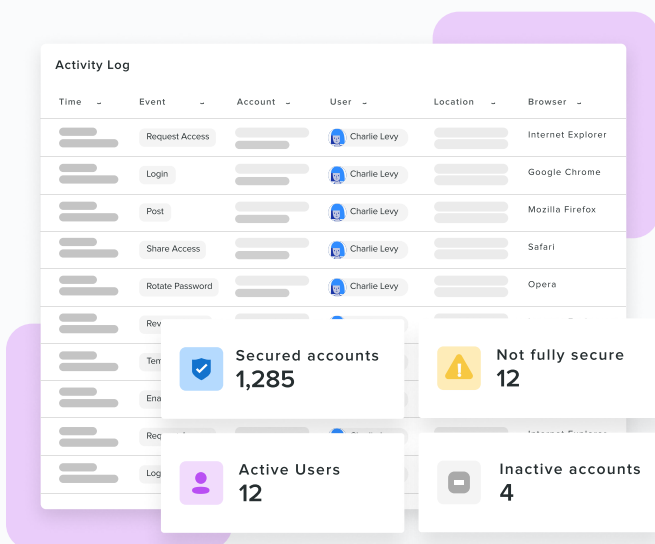 Activity Log
Time Event Account User Location Browser
Request Access Charlie Levy Internet Explorer
Login Charlie Levy Google Chrome
Post Charlie Levy Mozilla Firefox
Share Access Charlie Levy Safari
Rotate Password Charlie Levy Opera
Secured accounts
1,285
Not fully secure
12
Active Users
12
Inactive accounts
4